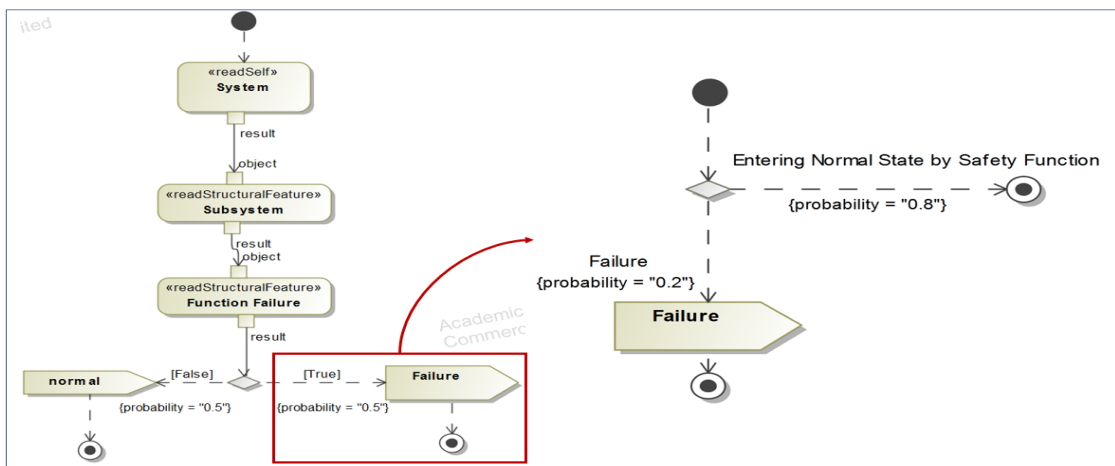 ited
«readSelf»
System
result
object
«readStructuralFeature»
Subsystem
result
object
«readStructuralFeature»
Function Failure
result
Academic
Commerc
[False]
[True]
normal
Failure
{probability = "0.5"}
{probability = "0.5"}
Entering Normal State by Safety Function
{probability = "0.8"}
Failure
{probability = "0.2"}
Failure